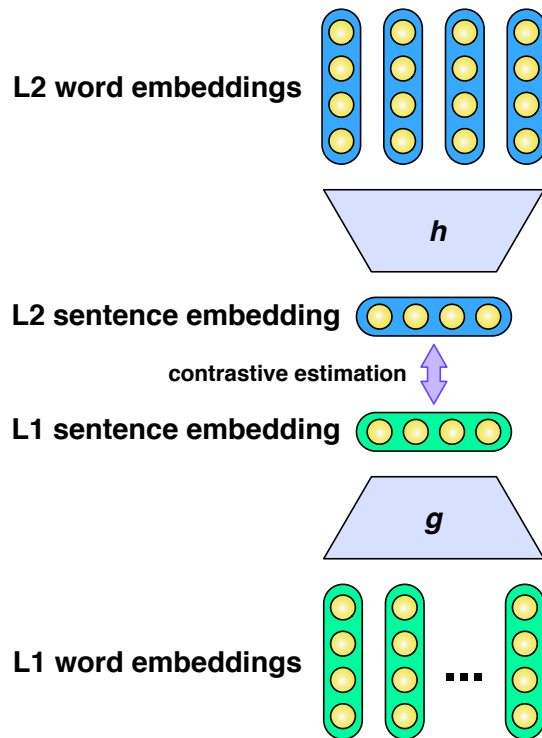 L2 word embeddings
h
L2 sentence embedding
contrastive estimation
L1 sentence embedding
g
L1 word embeddings
...